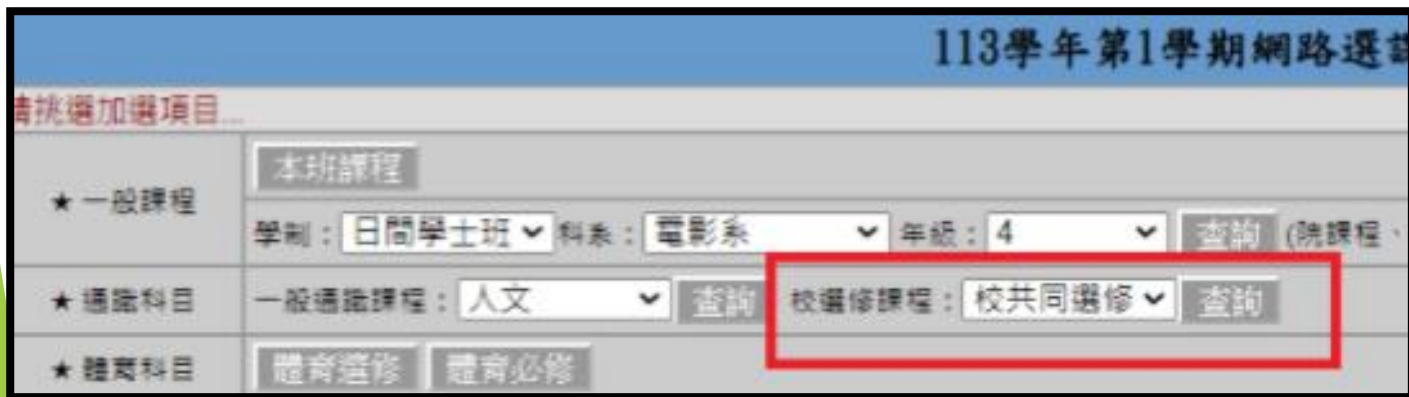 113學年第1學期網路選
請挑選加選項目...
本班課程
★ 一般課程
學制：日間學士班 科系：電影系 年級：4 查詢 (院課程、
★ 通識科目 一般通識課程：人文 查詢 校選修課程：校共同選修 查詢
★ 體育科目 體育選修 體育必修